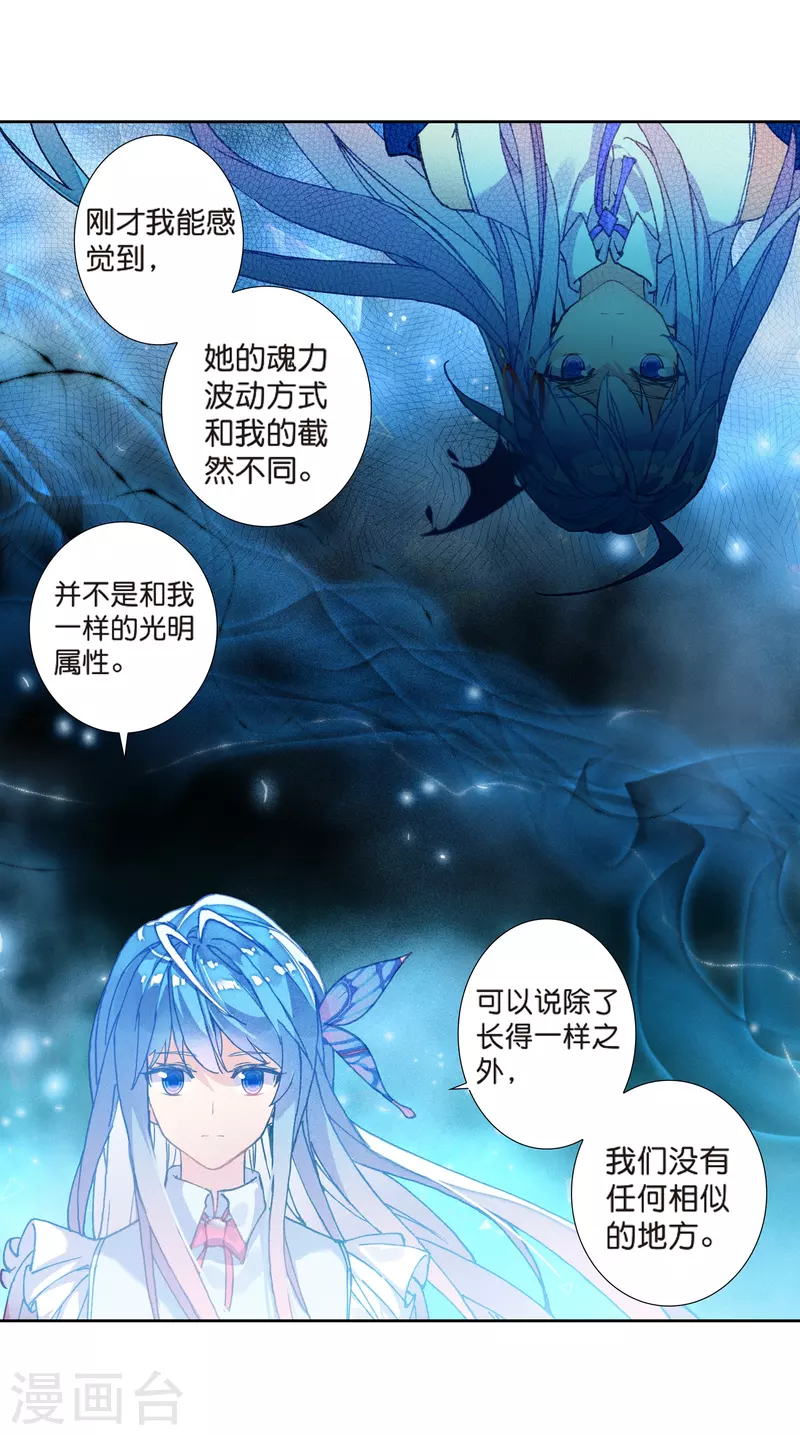 刚才我能感
觉到，
她的魂力
波动方式
和我的截
然不同。
并不是和我
一样的光明
属性。
可以说除了
长得一样之
外，
我们没有
任何相似
的地方。
漫画台